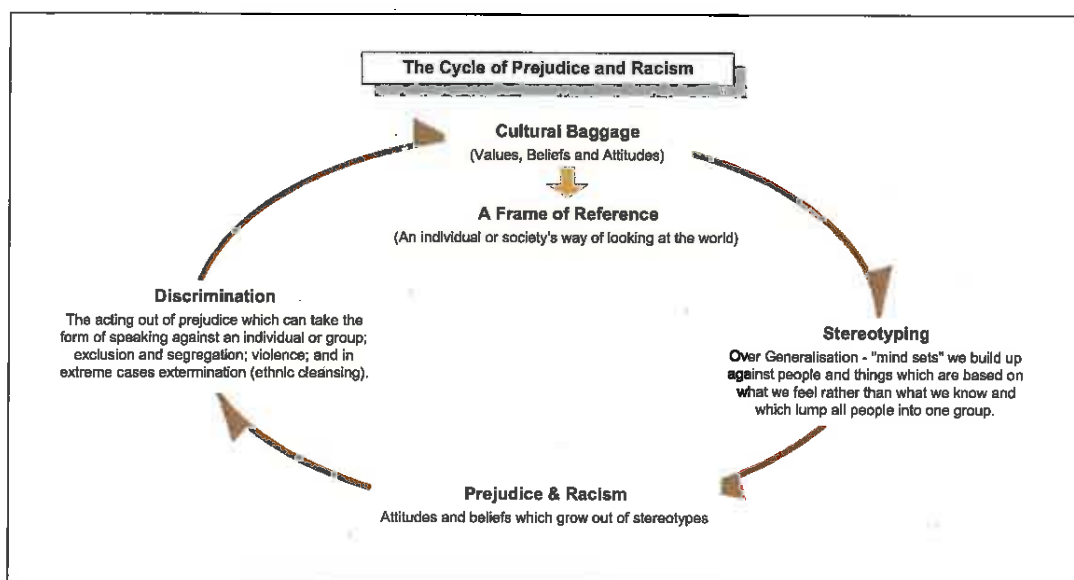 The Cycle of Prejudice and Racism
Cultural Baggage
(Values, Beliefs and Attitudes)
A Frame of Reference
(An individual or society's way of looking at the world)
Stereotyping
Over Generalisation - "mind sets" we build up
against people and things which are based on
what we feel rather than what we know and
which lump all people into one group.
Prejudice & Racism
Attitudes and beliefs which grow out of stereotypes
Discrimination
The acting out of prejudice which can take the
form of speaking against an individual or group;
exclusion and segregation; violence; and in
extreme cases extermination (ethnic cleansing).